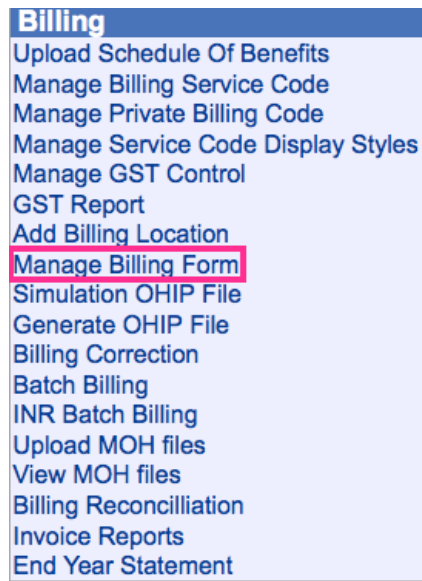 Billing
Upload Schedule Of Benefits
Manage Billing Service Code
Manage Private Billing Code
Manage Service Code Display Styles
Manage GST Control
GST Report
Add Billing Location
Manage Billing Form
Simulation OHIP File
Generate OHIP File
Billing Correction
Batch Billing
INR Batch Billing
Upload MOH files
View MOH files
Billing Reconcilliation
Invoice Reports
End Year Statement